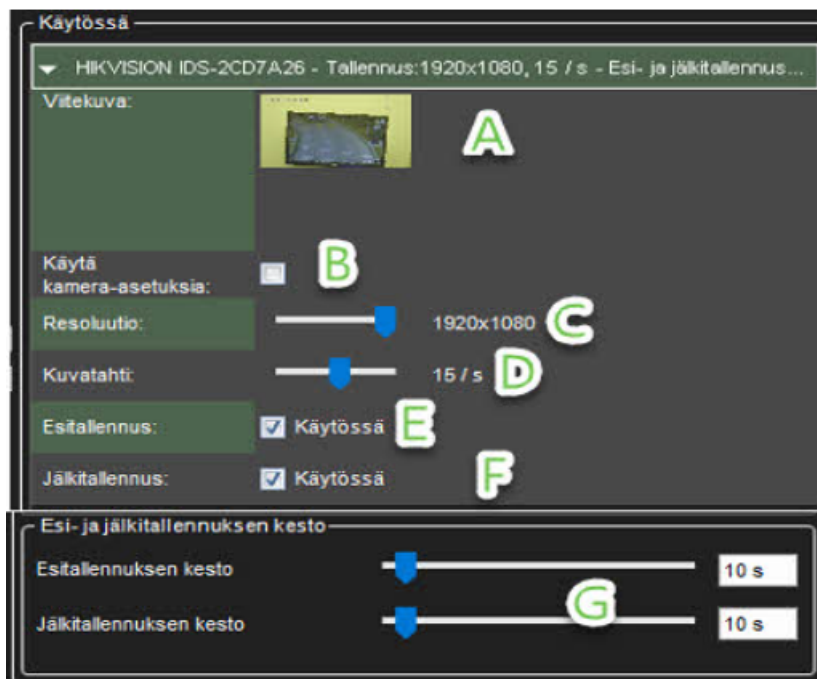 Käytössä
HIKVISION IDS-2CD7A26 - Tallennus:1920x1080, 15 / s - Esi- ja jälkitallennus...
Viitekuva:
A
Käytä
kamera-asetuksia:
B
Resoluutio: 1920x1080 C
Kuvatahti: 15 / s D
Esitallennus: Käytössä E
Jälkitallennus: Käytössä F
Esi- ja jälkitallennuksen kesto
Esitallennuksen kesto 10 s
G
Jälkitallennuksen kesto 10 s